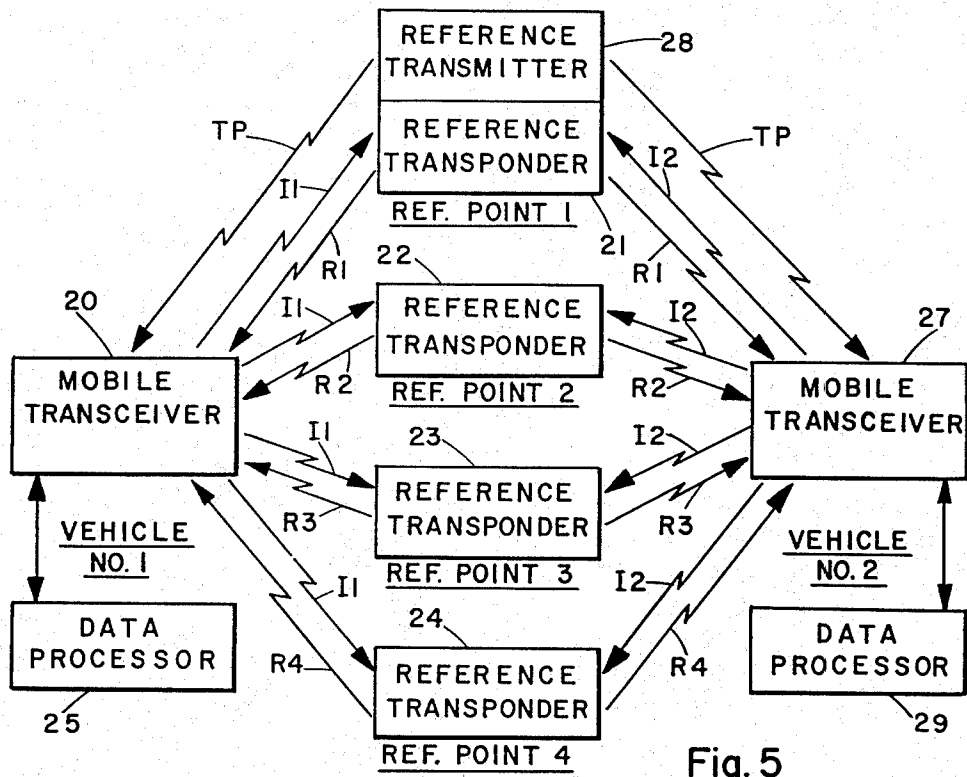 REFERENCE
TRANSMITTER
28
TP
I1
REFERENCE
TRANSPONDER
I2
TP
REF. POINT 1
21
R1
R1
20
I1
22
REFERENCE
TRANSPONDER
I2
27
MOBILE
TRANSCEIVER
R2
REF. POINT 2
R2
MOBILE
TRANSCEIVER
I1
23
REFERENCE
TRANSPONDER
I2
R3
REF. POINT 3
R3
VEHICLE
NO. 1
I1
24
REFERENCE
TRANSPONDER
I2
VEHICLE
NO. 2
DATA
PROCESSOR
R4
REF. POINT 4
R4
DATA
PROCESSOR
25
29
Fig. 5